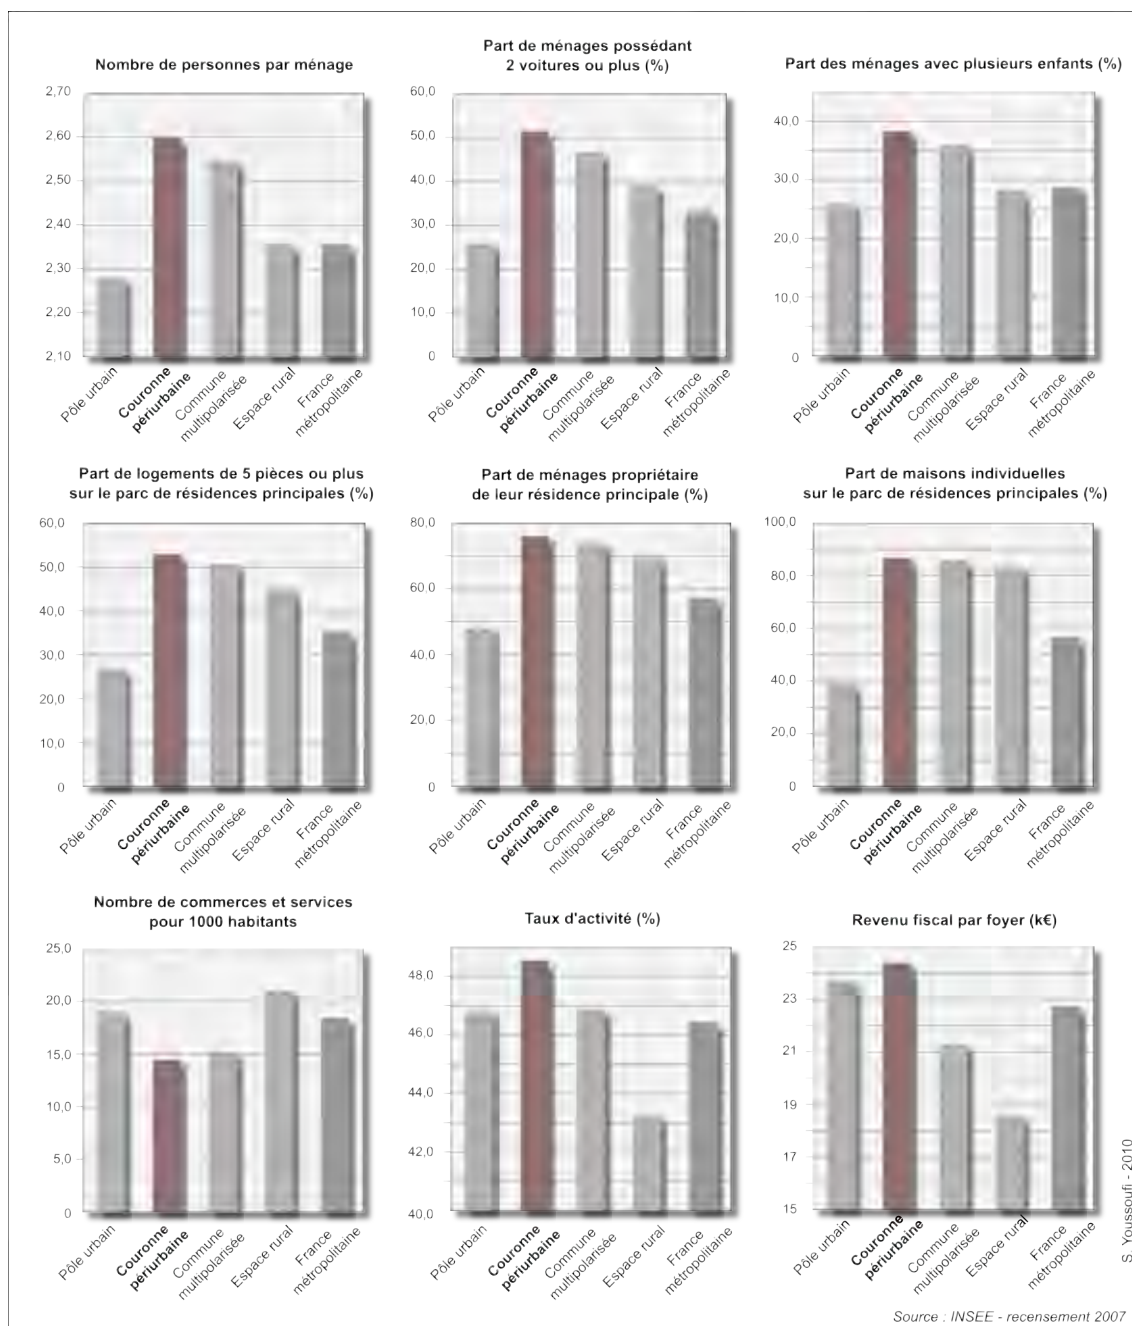 Nombre de personnes par ménage
2,70
2,60
2,50
2,40
2,30
2,20
2,10
Pôle urbain
Couronne
périurbaine
Commune
multipolarisée
Espace rural
France
métropolitaine
Part de ménages possédant
2 voitures ou plus (%)
60,0
50,0
40,0
30,0
20,0
10,0
0
Pôle urbain
Couronne
périurbaine
Commune
multipolarisée
Espace rural
France
métropolitaine
Part des ménages avec plusieurs enfants (%)
40,0
30,0
20,0
10,0
0
Pôle urbain
Couronne
périurbaine
Commune
multipolarisée
Espace rural
France
métropolitaine
Part de logements de 5 pièces ou plus
sur le parc de résidences principales (%)
60,0
50,0
40,0
30,0
20,0
10,0
0
Pôle urbain
Couronne
périurbaine
Commune
multipolarisée
Espace rural
France
métropolitaine
Part de ménages propriétaire
de leur résidence principale (%)
80,0
60,0
40,0
20,0
0
Pôle urbain
Couronne
périurbaine
Commune
multipolarisée
Espace rural
France
métropolitaine
Part de maisons individuelles
sur le parc de résidences principales (%)
100,0
80,0
60,0
40,0
20,0
0
Pôle urbain
Couronne
périurbaine
Commune
multipolarisée
Espace rural
France
métropolitaine
Nombre de commerces et services
pour 1000 habitants
25,0
20,0
15,0
10,0
5,0
0
Pôle urbain
Couronne
périurbaine
Commune
multipolarisée
Espace rural
France
métropolitaine
Taux d'activité (%)
48,0
46,0
44,0
42,0
40,0
Pôle urbain
Couronne
périurbaine
Commune
multipolarisée
Espace rural
France
métropolitaine
Revenu fiscal par foyer (k€)
25
23
21
19
17
15
Pôle urbain
Couronne
périurbaine
Commune
multipolarisée
Espace rural
France
métropolitaine
S. Youssoufi - 2010
Source : INSEE - recensement 2007